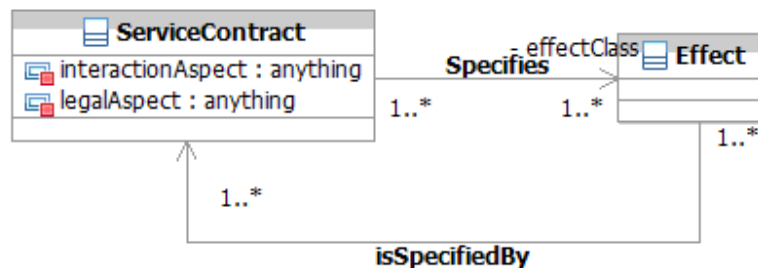 ServiceContract
interactionAspect : anything
legalAspect : anything
- effectClass
Specifies
1..*
1..*
Effect
1..*
1..*
isSpecifiedBy